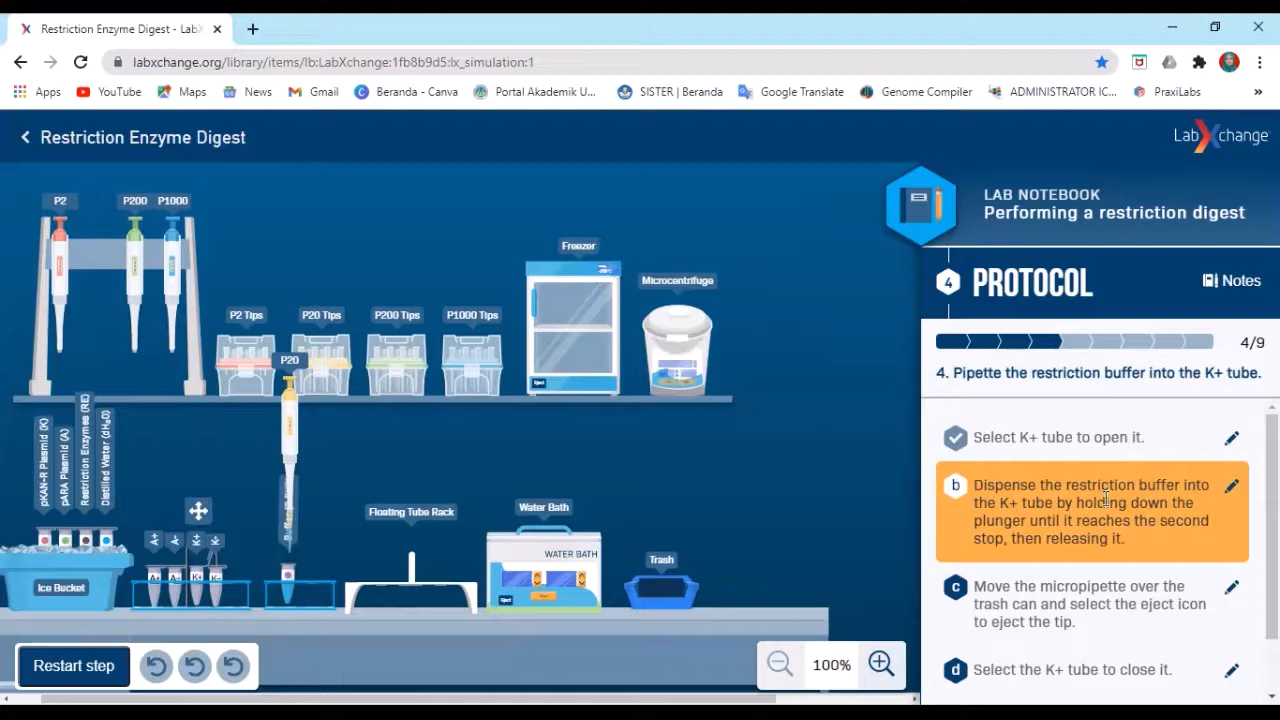 Restriction Enzyme Digest - LabX
labxchange.org/library/items/lb:LabXchange:1fb8b9d5:lx_simulation:1
Apps YouTube Maps News Gmail Beranda - Canva Portal Akademik U... SISTER | Beranda Google Translate Genome Compiler ADMINISTRATOR IC... PraxiLabs »
Restriction Enzyme Digest
LabXchange
LAB NOTEBOOK
Performing a restriction digest
4 PROTOCOL Notes
4/9
4. Pipette the restriction buffer into the K+ tube.
Select K+ tube to open it.
b Dispense the restriction buffer into
the K+ tube by holding down the
plunger until it reaches the second
stop, then releasing it.
c Move the micropipette over the
trash can and select the eject icon
to eject the tip.
d Select the K+ tube to close it.
P2 P200 P1000
Freezer
Microcentrifuge
P2 Tips P20 Tips P200 Tips P1000 Tips
P20
Eject
pKAN-R Plasmid (K)
pARA Plasmid (A)
Restriction Enzymes (RE)
Distilled Water (dH₂0)
A+ A- K+ K-
A+ A- K+ K-
Ice Bucket
Floating Tube Rack
Water Bath
WATER BATH
Eject
Trash
Restart step
100%